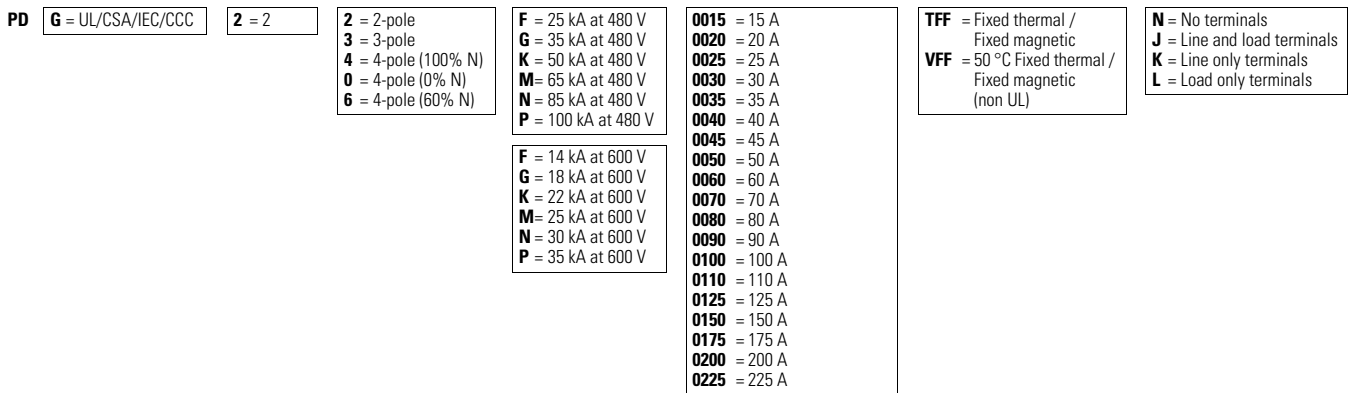 PD
G = UL/CSA/IEC/CCC
2 = 2
2 = 2-pole
3 = 3-pole
4 = 4-pole (100% N)
0 = 4-pole (0% N)
6 = 4-pole (60% N)
F = 25 kA at 480 V
G = 35 kA at 480 V
K = 50 kA at 480 V
M= 65 kA at 480 V
N = 85 kA at 480 V
P = 100 kA at 480 V
F = 14 kA at 600 V
G = 18 kA at 600 V
K = 22 kA at 600 V
M= 25 kA at 600 V
N = 30 kA at 600 V
P = 35 kA at 600 V
0015 = 15 A
0020 = 20 A
0025 = 25 A
0030 = 30 A
0035 = 35 A
0040 = 40 A
0045 = 45 A
0050 = 50 A
0060 = 60 A
0070 = 70 A
0080 = 80 A
0090 = 90 A
0100 = 100 A
0110 = 110 A
0125 = 125 A
0150 = 150 A
0175 = 175 A
0200 = 200 A
0225 = 225 A
TFF = Fixed thermal /
Fixed magnetic
VFF = 50 °C Fixed thermal /
Fixed magnetic
(non UL)
N = No terminals
J = Line and load terminals
K = Line only terminals
L = Load only terminals